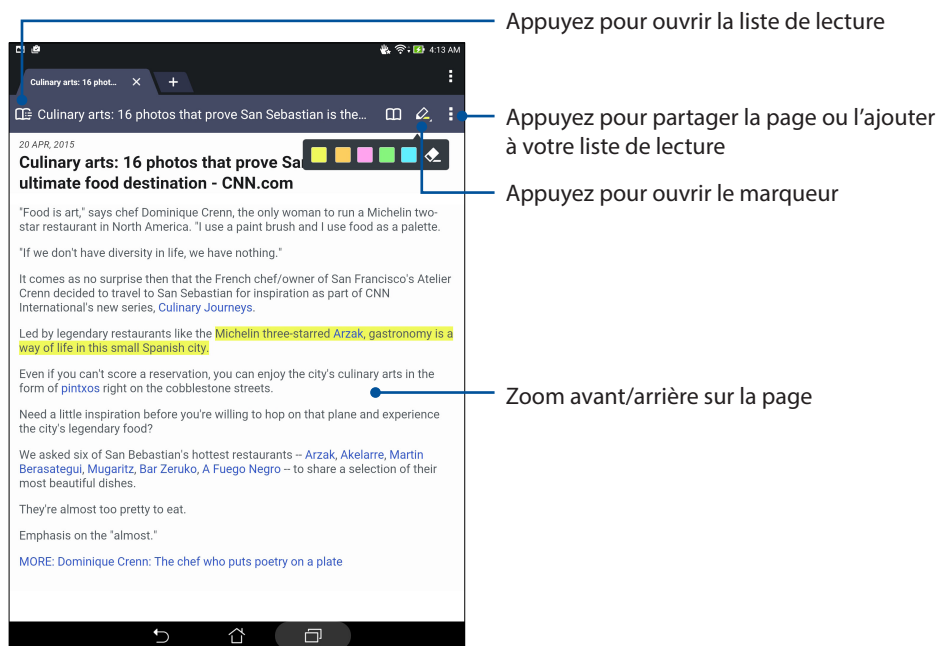 Appuyez pour ouvrir la liste de lecture
4:13 AM
Culinary arts: 16 phot...
Culinary arts: 16 photos that prove San Sebastian is the...
Appuyez pour partager la page ou l'ajouter
à votre liste de lecture
20 APR, 2015
Culinary arts: 16 photos that prove Sa
ultimate food destination - CNN.com
Appuyez pour ouvrir le marqueur
"Food is art," says chef Dominique Crenn, the only woman to run a Michelin two-
star restaurant in North America. "I use a paint brush and I use food as a palette.
"If we don't have diversity in life, we have nothing."
It comes as no surprise then that the French chef/owner of San Francisco's Atelier
Crenn decided to travel to San Sebastian for inspiration as part of CNN
International's new series, Culinary Journeys.
Led by legendary restaurants like the Michelin three-starred Arzak, gastronomy is a
way of life in this small Spanish city.
Even if you can't score a reservation, you can enjoy the city's culinary arts in the
form of pintxos right on the cobblestone streets.
Zoom avant/arrière sur la page
Need a little inspiration before you're willing to hop on that plane and experience
the city's legendary food?
We asked six of San Bebastian's hottest restaurants -- Arzak, Akelarre, Martin
Berasategui, Mugaritz, Bar Zeruko, A Fuego Negro -- to share a selection of their
most beautiful dishes.
They're almost too pretty to eat.
Emphasis on the "almost."
MORE: Dominique Crenn: The chef who puts poetry on a plate